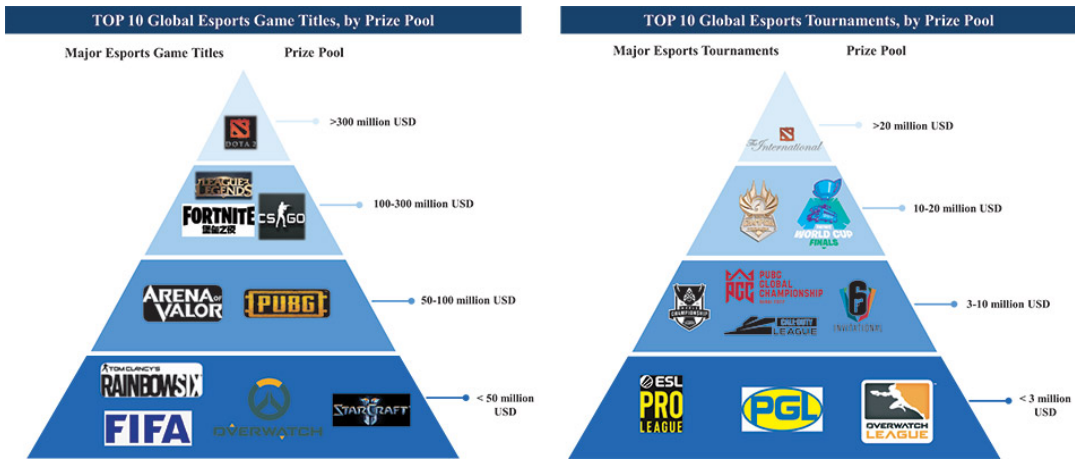 TOP 10 Global Esports Game Titles, by Prize Pool
Major Esports Game Titles
Prize Pool
DOTA 2
>300 million USD
LEAGUE OF
LEGENDS
FORTNITE
堡垒之夜
CS GO
100-300 million USD
ARENA OF
VALOR
PUBG
50-100 million USD
TOM CLANCY'S
RAINBOW SIX
FIFA
OVERWATCH
STARCRAFT
II
< 50 million
USD
TOP 10 Global Esports Tournaments, by Prize Pool
Major Esports Tournaments
Prize Pool
The International
>20 million USD
WORLD CUP
FINALS
10-20 million USD
CHAMPIONSHIP
PGC
PUBG
GLOBAL
CHAMPIONSHIP
CALL OF DUTY
LEAGUE
INVITATIONAL
3-10 million USD
ESL
PRO
LEAGUE
PGL
OVERWATCH
LEAGUE
< 3 million
USD